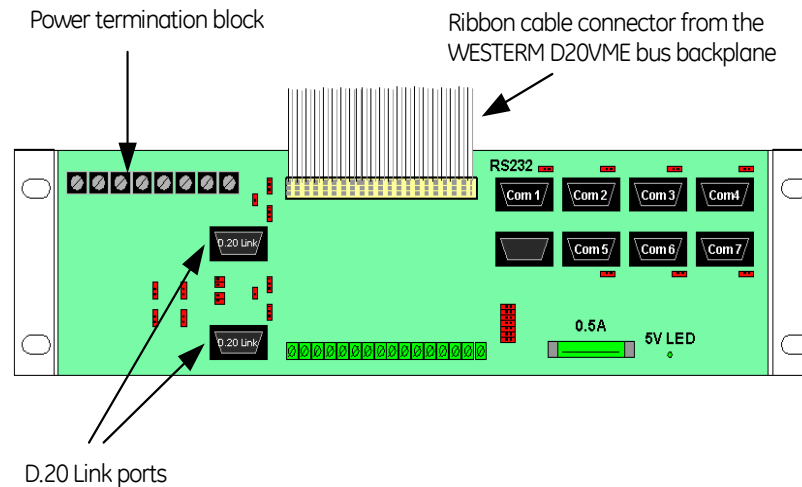 Power termination block
Ribbon cable connector from the
WESTERM D20VME bus backplane
RS232
Com 1
Com 2
Com 3
Com4
D.20 Link
Com 5
Com 6
Com 7
0.5A
5V LED
D.20 Link
D.20 Link ports